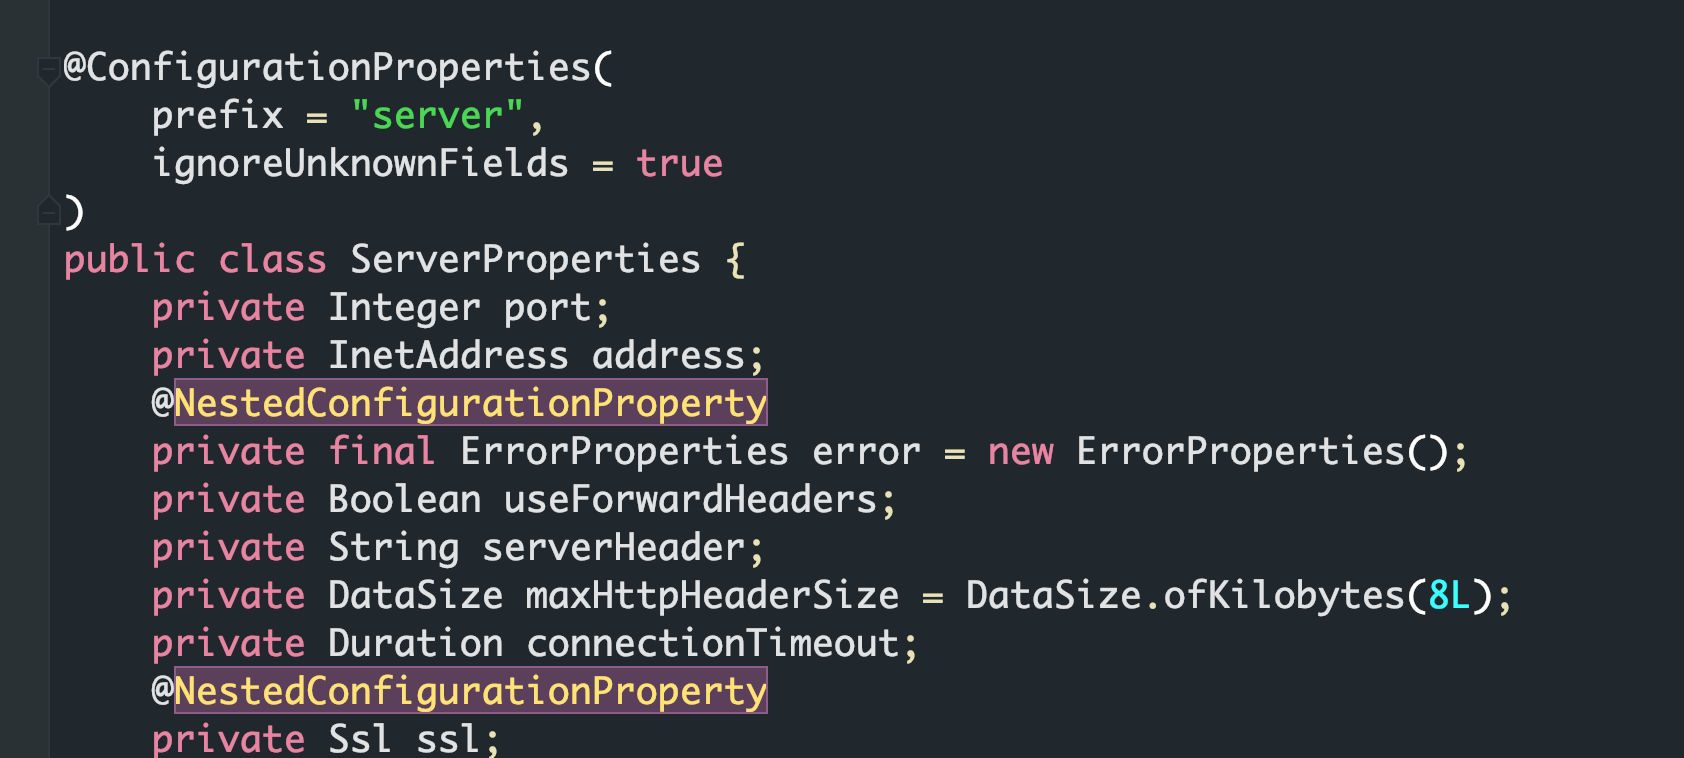 @ConfigurationProperties(
    prefix = "server",
    ignoreUnknownFields = true
)
public class ServerProperties {
    private Integer port;
    private InetAddress address;
    @NestedConfigurationProperty
    private final ErrorProperties error = new ErrorProperties();
    private Boolean useForwardHeaders;
    private String serverHeader;
    private DataSize maxHttpHeaderSize = DataSize.ofKilobytes(8L);
    private Duration connectionTimeout;
    @NestedConfigurationProperty
    private Ssl ssl;